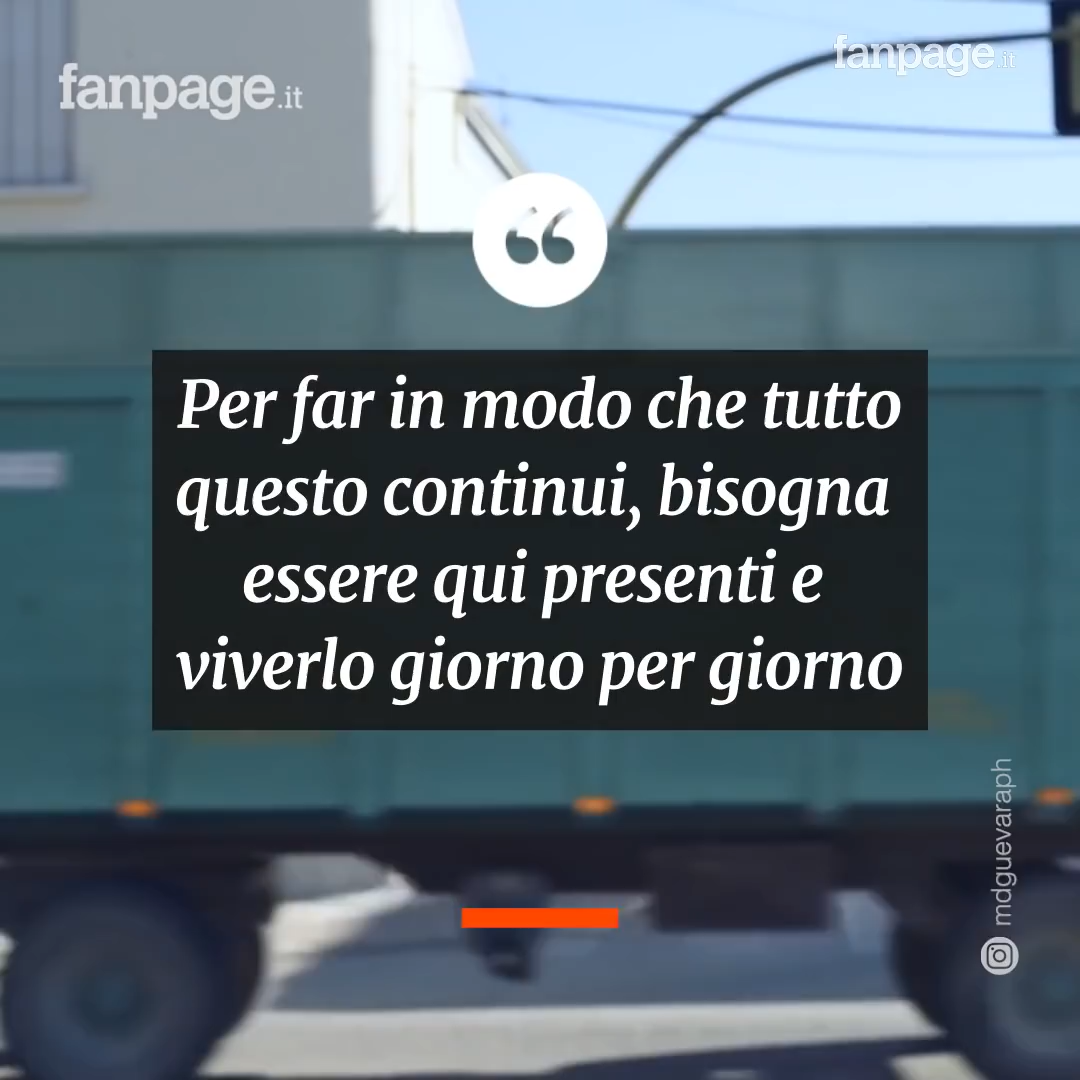 fanpage.it
fanpage.it
Per far in modo che tutto
questo continui, bisogna
essere qui presenti e
viverlo giorno per giorno
mdguevaraph